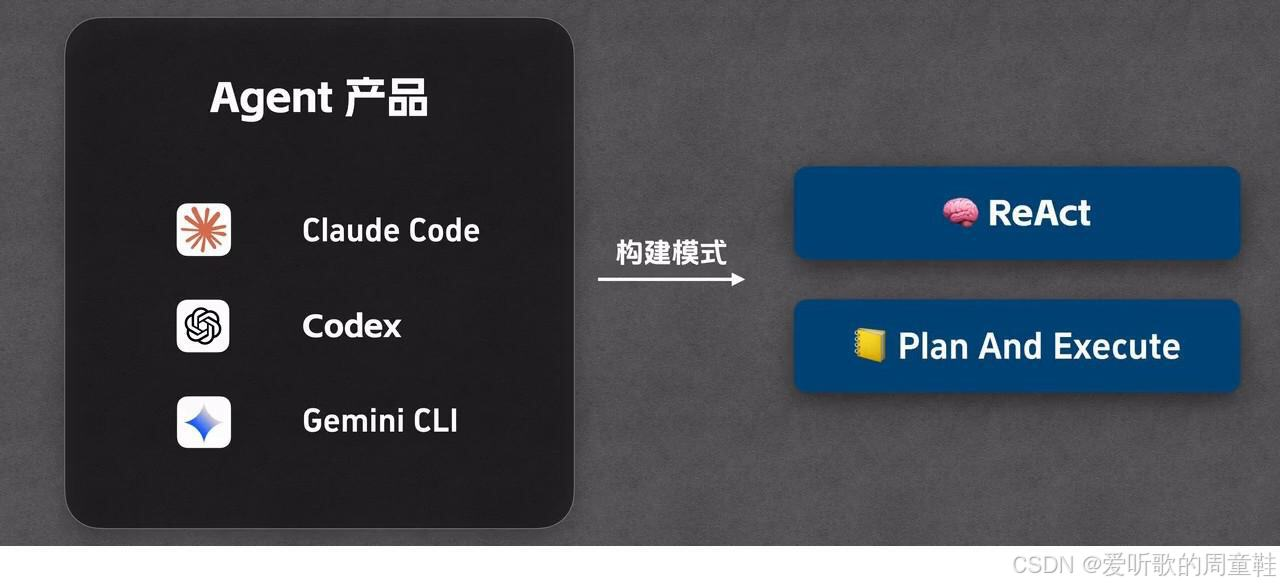 Agent 产品
Claude Code
Codex
Gemini CLI
构建模式
ReAct
Plan And Execute
CSDN @爱听歌的周童鞋